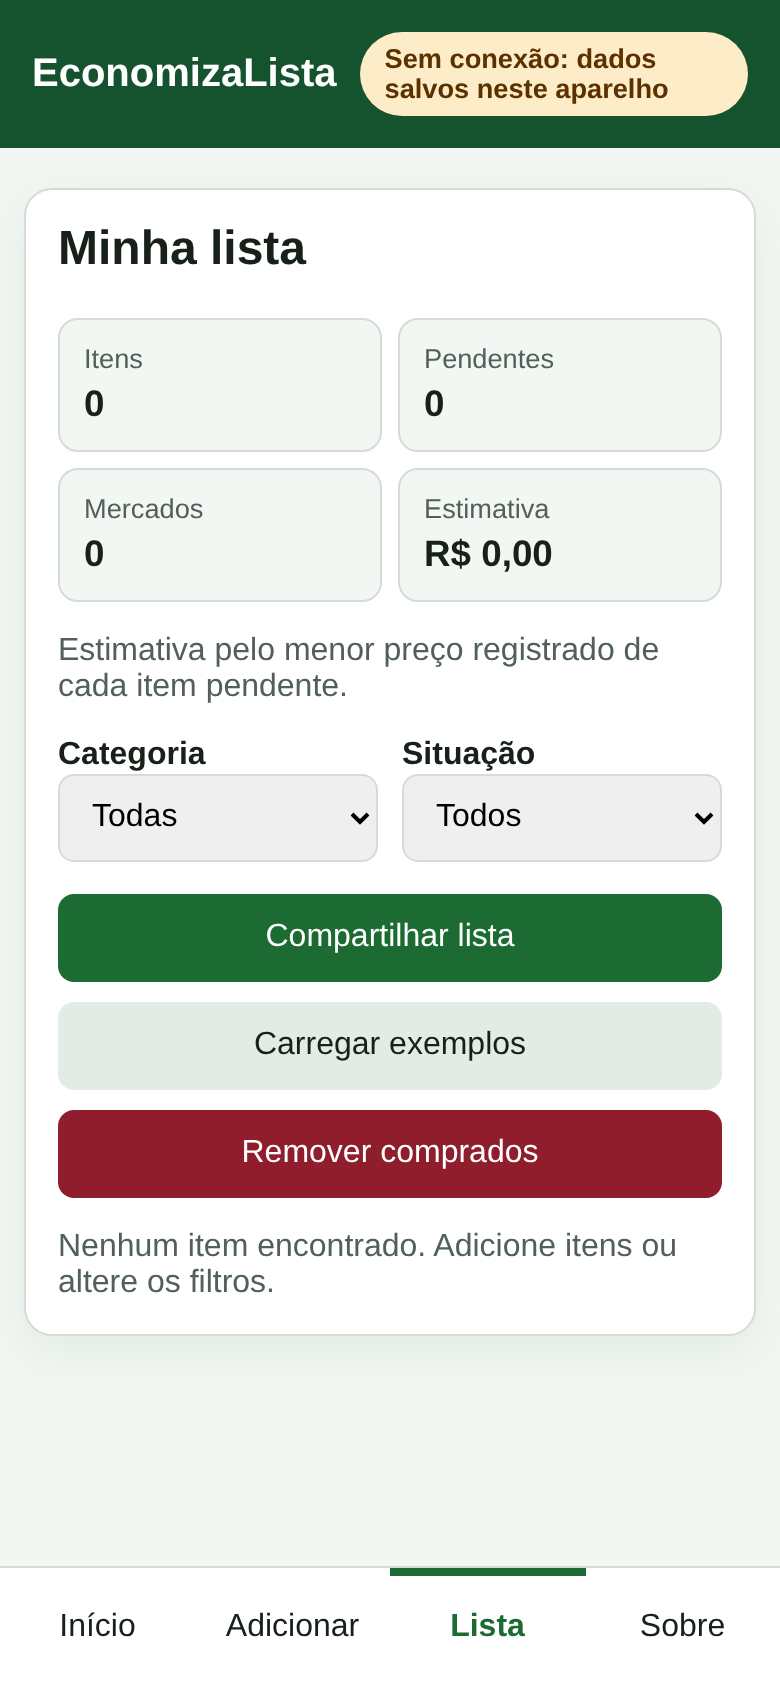 EconomizaLista
Sem conexão: dados
salvos neste aparelho
Minha lista
Itens
0
Pendentes
0
Mercados
0
Estimativa
R$ 0,00
Estimativa pelo menor preço registrado de
cada item pendente.
Categoria
Todas
Situação
Todos
Compartilhar lista
Carregar exemplos
Remover comprados
Nenhum item encontrado. Adicione itens ou
altere os filtros.
Início
Adicionar
Lista
Sobre